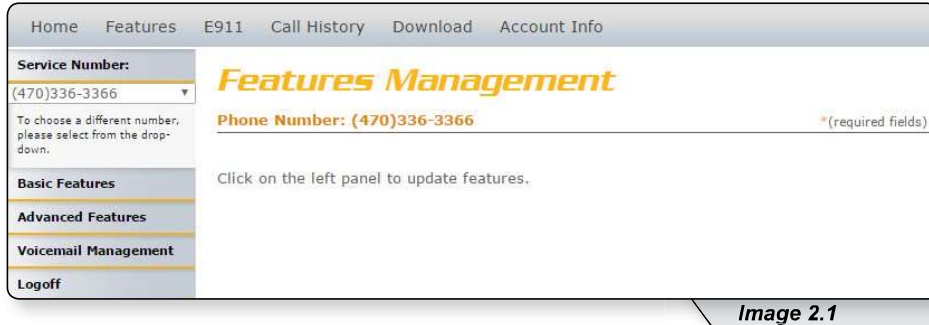 Home Features E911 Call History Download Account Info
Service Number:
(470)336-3366
To choose a different number,
please select from the drop-
down.
Basic Features
Advanced Features
Voicemail Management
Logoff
Features Management
Phone Number: (470)336-3366 *(required fields)
Click on the left panel to update features.
Image 2.1